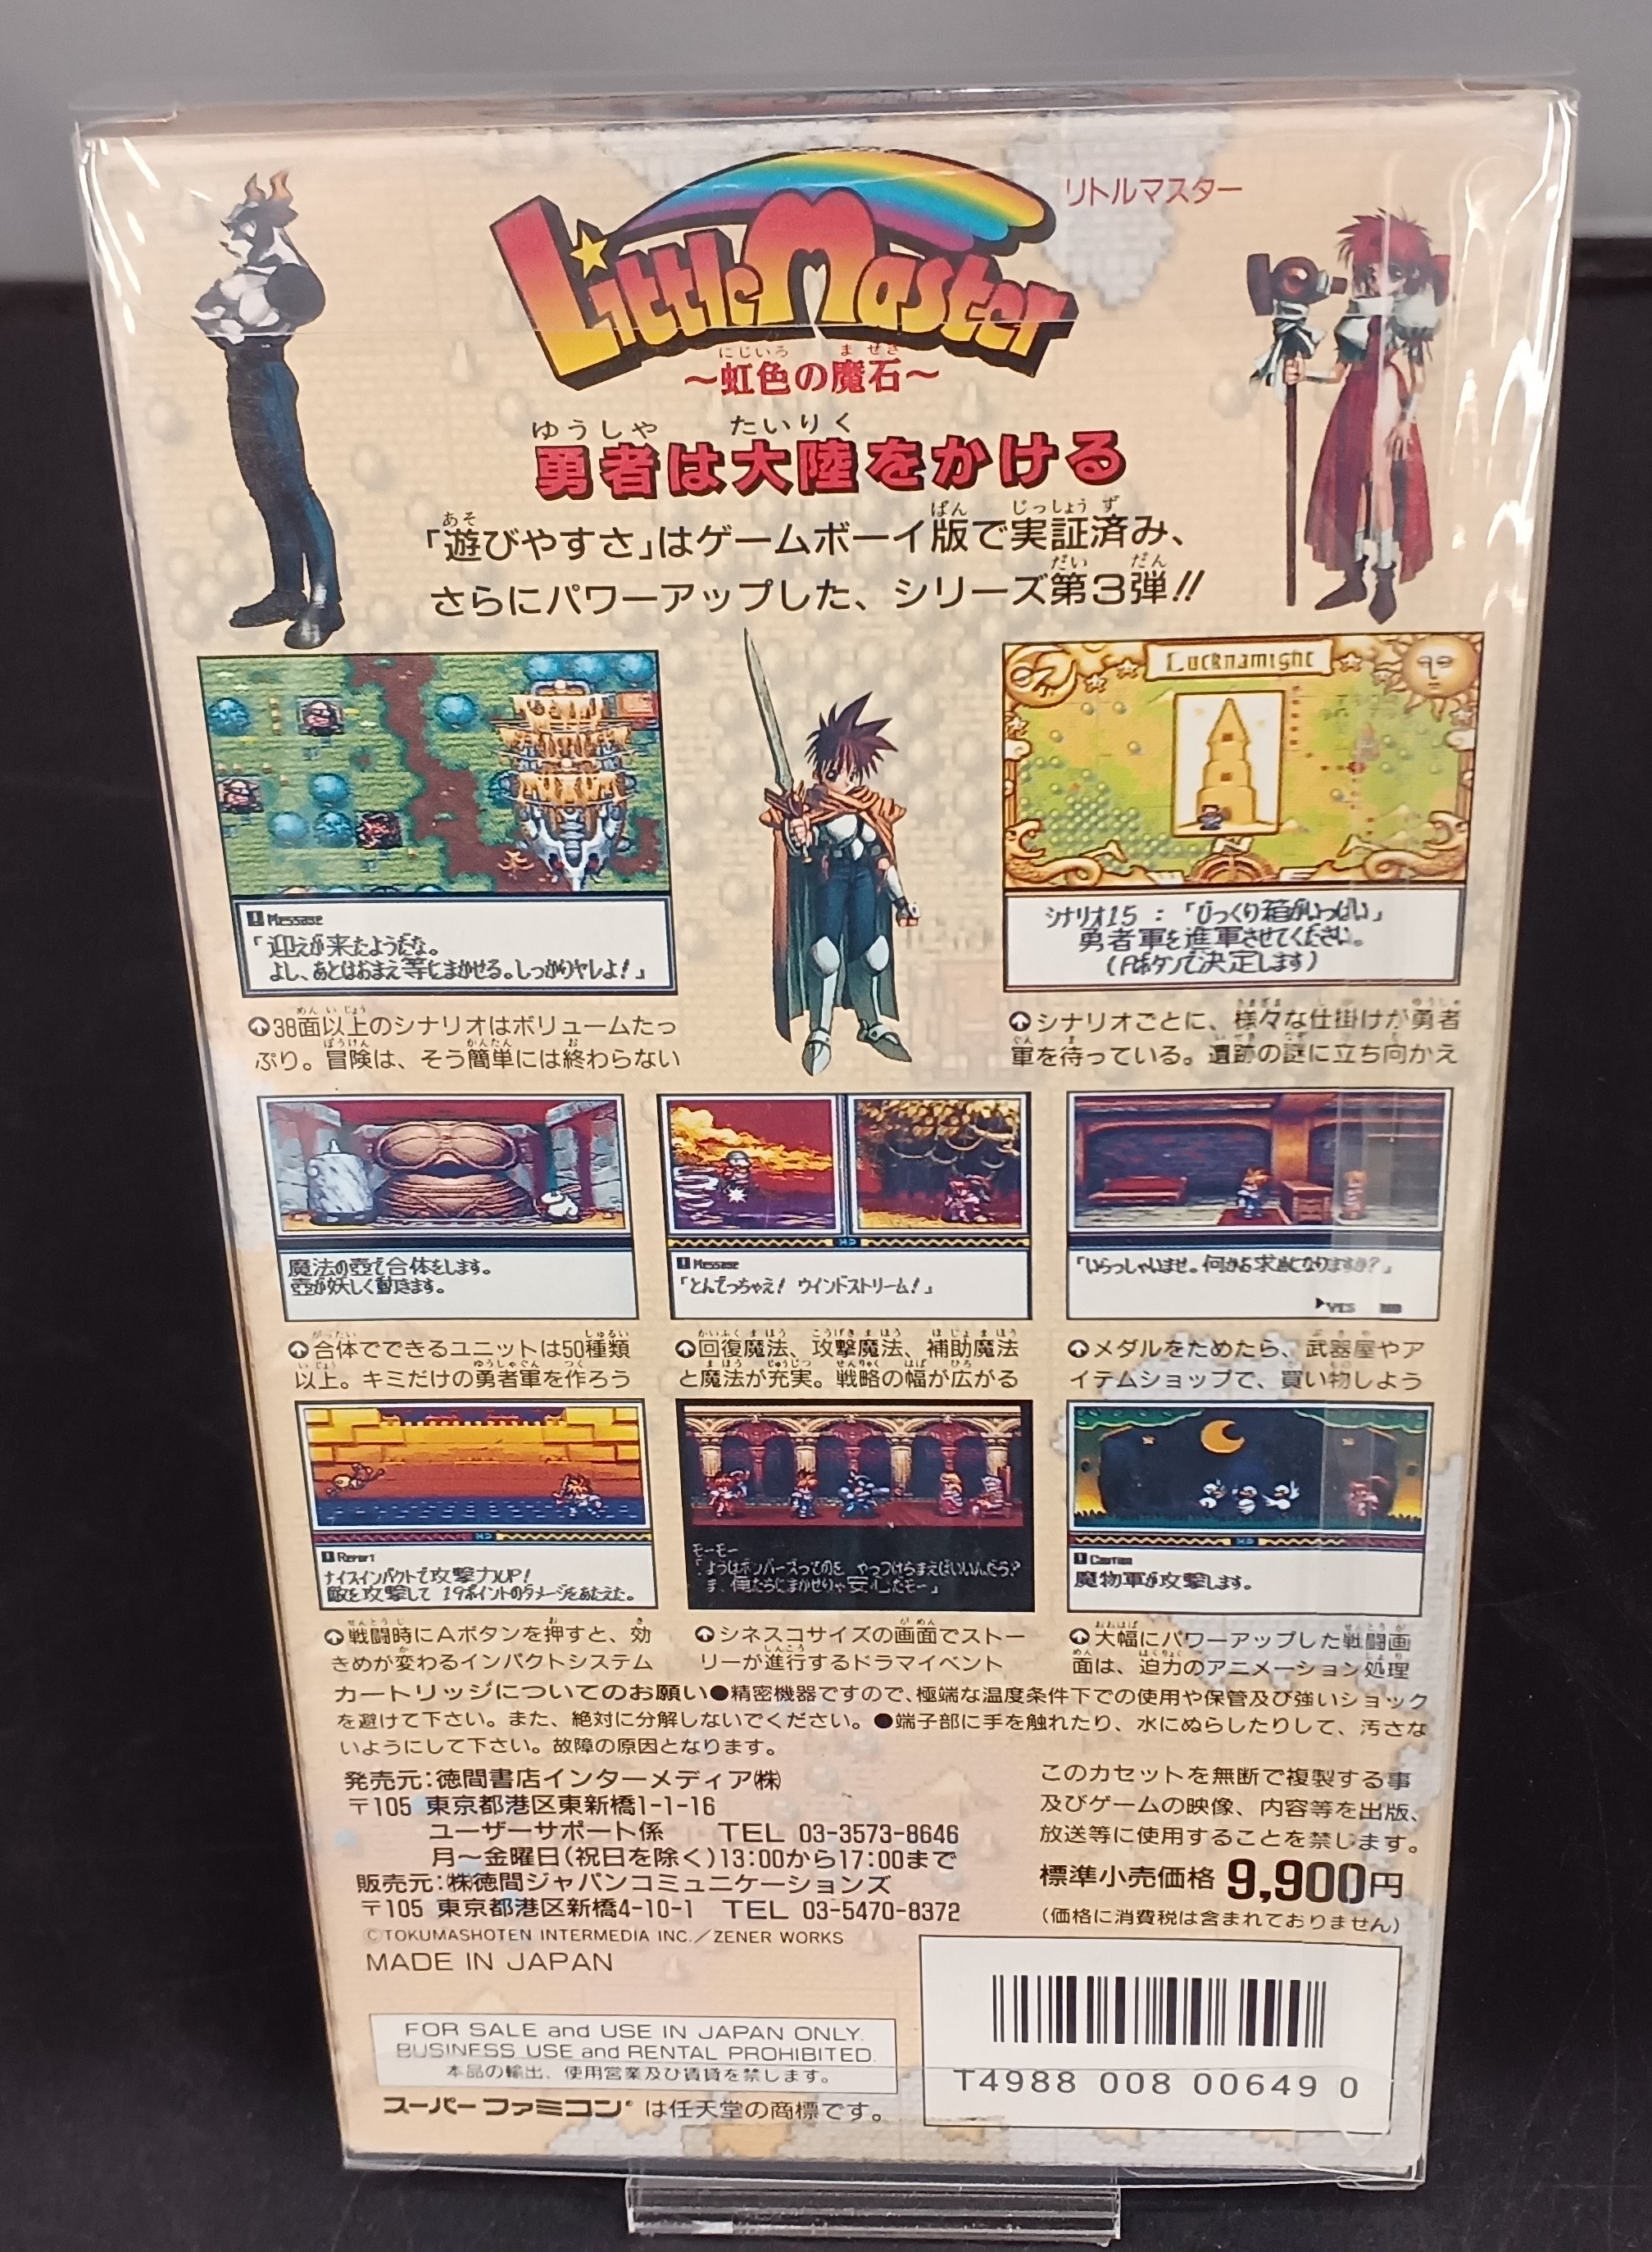 リトルマスター
Little Master
～虹色の魔石～
勇者は大陸をかける
「遊びやすさ」はゲームボーイ版で実証済み、
さらにパワーアップした、シリーズ第3弾!!
Message
「迎えが来たようだな。
よし、あとはおまえ等にまかせる。しっかりヤレよ!」
Lucknamight
シナリオ15:「びっくり箱がいっぱい」
勇者軍を進軍させてください。
(Aボタンで決定します)
38面以上のシナリオはボリュームたっ
ぷり。冒険は、そう簡単には終わらない
シナリオごとに、様々な仕掛けが勇者
軍を待っている。遺跡の謎に立ち向かえ
魔法の壺で合体をします。
壺が妖しく動きます。
Message
「とんでっちゃえ! ウインドストリーム!」
「いらっしゃいませ。何かお求めになりますか?」
YES NO
合体でできるユニットは50種類
以上。キミだけの勇者軍を作ろう
回復魔法、攻撃魔法、補助魔法
と魔法が充実。戦略の幅が広がる
メダルをためたら、武器屋やア
イテムショップで、買い物しよう
Report
ナイスインパクトで攻撃力UP!
敵を攻撃して 19ポイントのダメージをあたえた。
モーモー
「ようはボンバーズってのを、やっつけちまえばいいんだろ?
ま、俺たちにまかせりゃ安心だモー」
Caution
魔物軍が攻撃します。
戦闘時にAボタンを押すと、効
きめが変わるインパクトシステム
シネスコサイズの画面でストー
リーが進行するドラマイベント
大幅にパワーアップした戦闘画
面は、迫力のアニメーション処理
カートリッジについてのお願い●精密機器ですので、極端な温度条件下での使用や保管及び強いショック
を避けて下さい。また、絶対に分解しないでください。●端子部に手を触れたり、水にぬらしたりして、汚さな
いようにして下さい。故障の原因となります。
発売元:徳間書店インターメディア㈱
〒105 東京都港区東新橋1-1-16
ユーザーサポート係 TEL 03-3573-8646
月～金曜日(祝日を除く)13:00から17:00まで
販売元:㈱徳間ジャパンコミュニケーションズ
〒105 東京都港区新橋4-10-1 TEL 03-5470-8372
©TOKUMASHOTEN INTERMEDIA INC./ZENER WORKS
MADE IN JAPAN
このカセットを無断で複製する事
及びゲームの映像、内容等を出版、
放送等に使用することを禁じます。
標準小売価格 9,900円
(価格に消費税は含まれておりません)
FOR SALE and USE IN JAPAN ONLY.
BUSINESS USE and RENTAL PROHIBITED.
本品の輸出、使用営業及び賃貸を禁じます。
スーパーファミコン®は任天堂の商標です。
T4988 008 00649 0